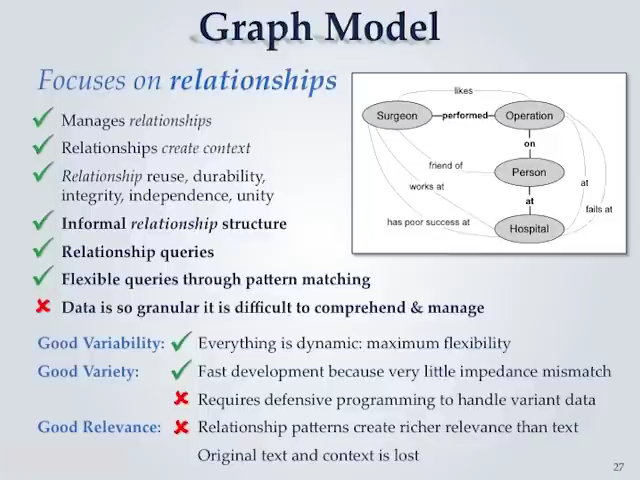 Graph Model
Focuses on relationships
Manages relationships
Relationships create context
Relationship reuse, durability,
integrity, independence, unity
Informal relationship structure
Relationship queries
Flexible queries through pattern matching
Data is so granular it is difficult to comprehend & manage
likes
Surgeon performed Operation
on
friend of
Person
works at
at
at
has poor success at
fails at
Hospital
Good Variability: Everything is dynamic: maximum flexibility
Good Variety: Fast development because very little impedance mismatch
Requires defensive programming to handle variant data
Good Relevance: Relationship patterns create richer relevance than text
Original text and context is lost
27